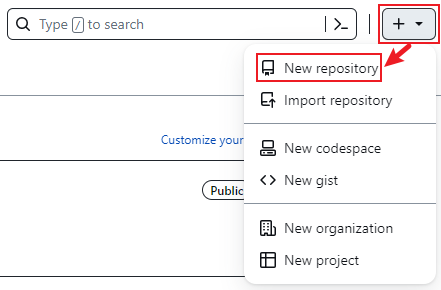 Type / to search
New repository
Import repository
Customize your
New codespace
Public
New gist
New organization
New project